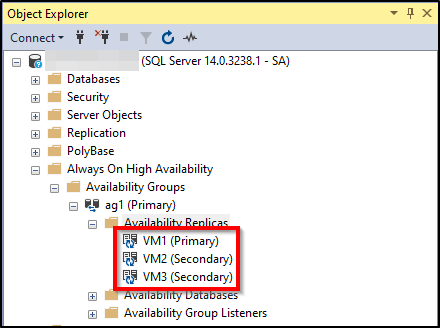 Object Explorer
Connect
(SQL Server 14.0.3238.1 - SA)
Databases
Security
Server Objects
Replication
PolyBase
Always On High Availability
Availability Groups
ag1 (Primary)
Availability Replicas
VM1 (Primary)
VM2 (Secondary)
VM3 (Secondary)
Availability Databases
Availability Group Listeners